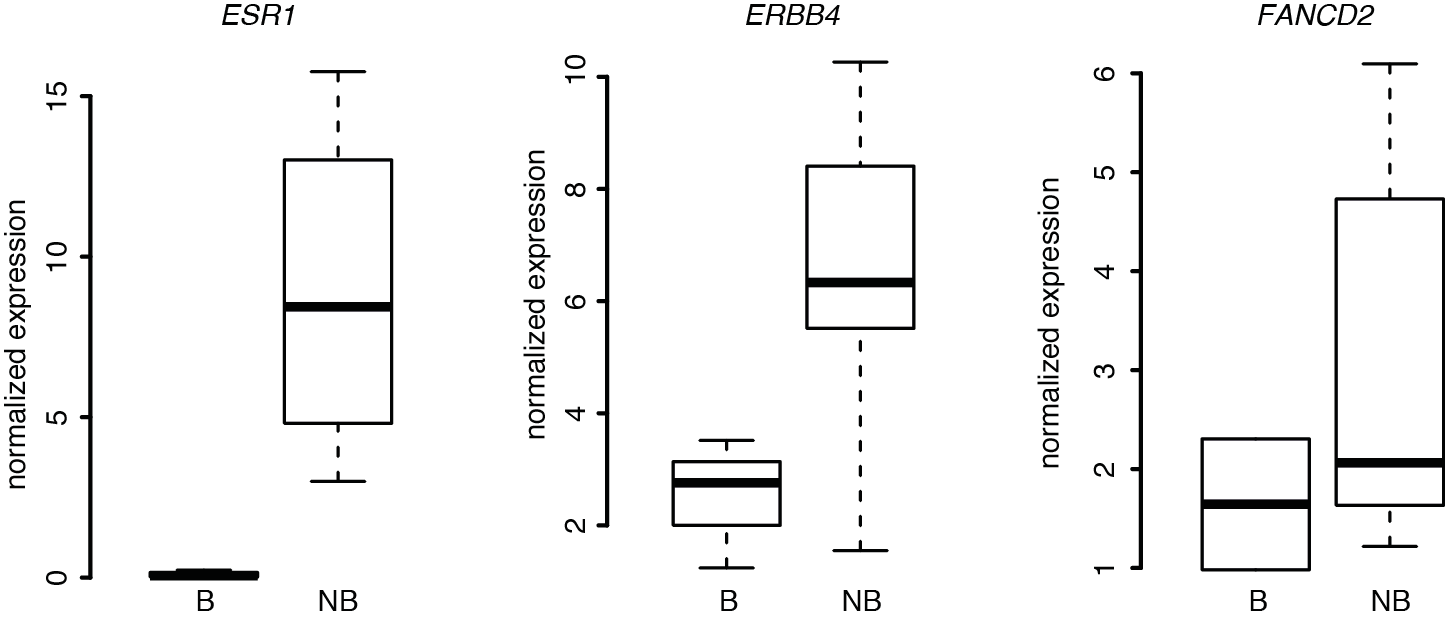 ESR1
normalized expression
15
10
5
0
B NB
ERBB4
normalized expression
10
8
6
4
2
B NB
FANCD2
normalized expression
6
5
4
3
2
1
B NB